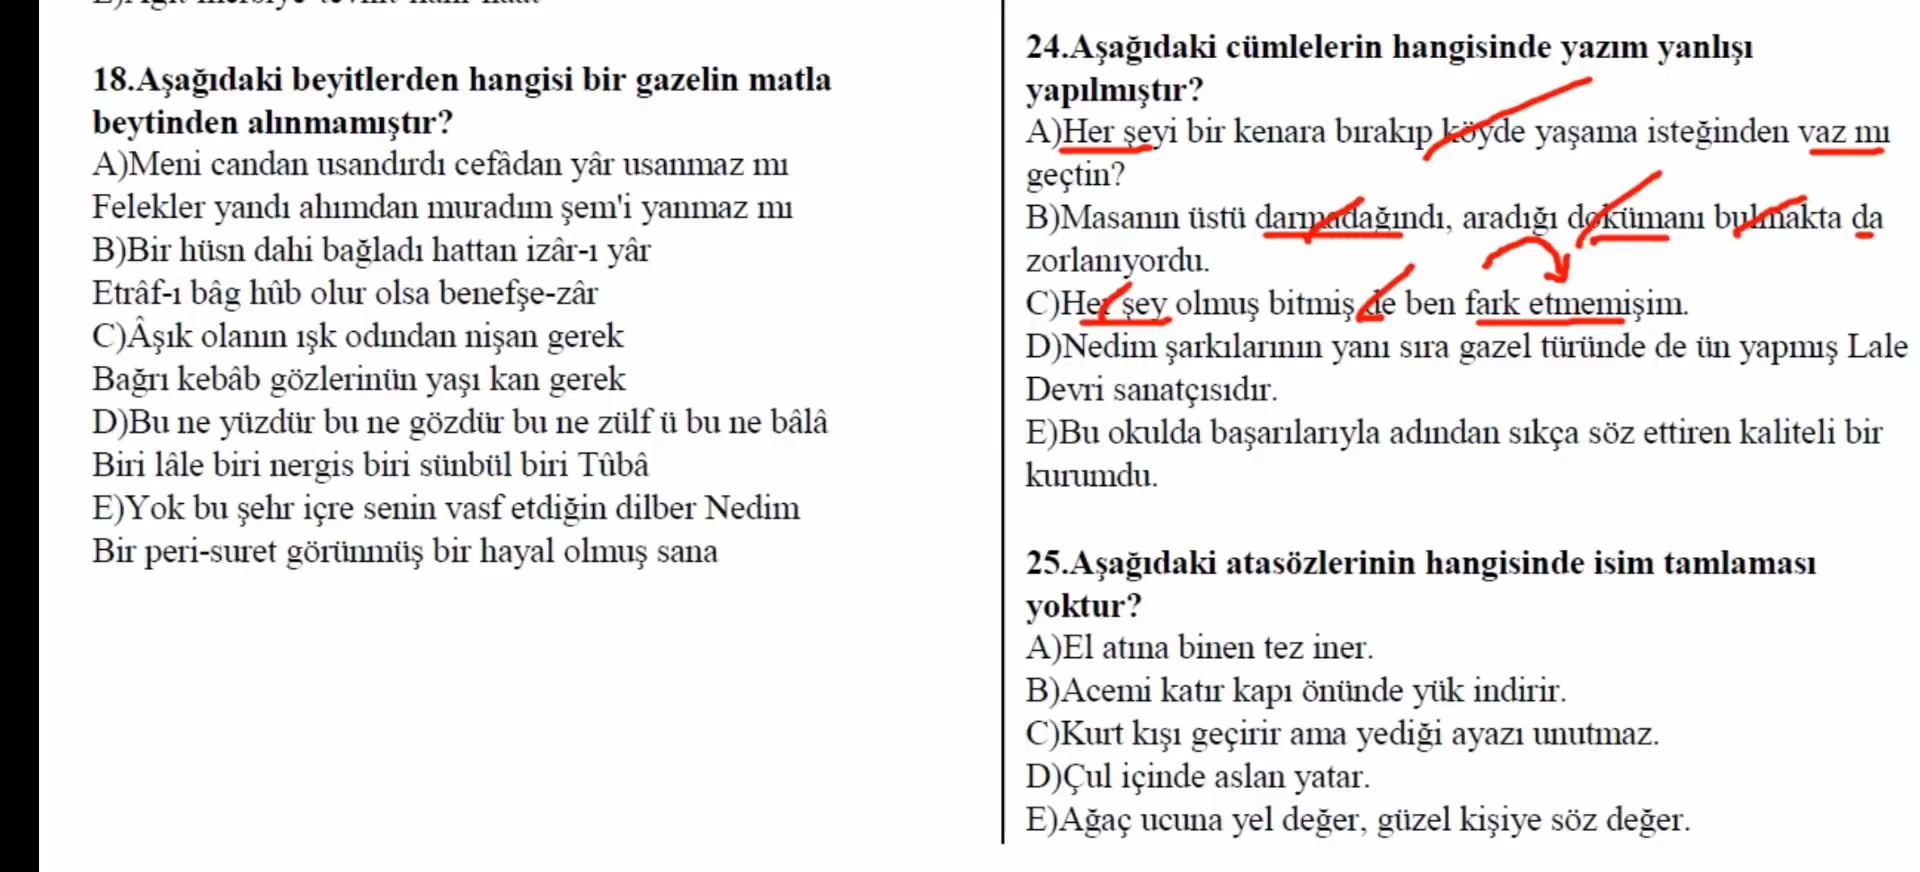 18.Aşağıdaki beyitlerden hangisi bir gazelin matla
beytinden alınmamıştır?
A)Meni candan usandırdı cefâdan yâr usanmaz mı
Felekler yandı ahımdan muradım şem'i yanmaz mı
B)Bir hüsn dahi bağladı hattan izâr-ı yâr
Etrâf-ı bâg hûb olur olsa benefşe-zâr
C)Âşık olanın ışk odından nişan gerek
Bağrı kebâb gözlerinün yaşı kan gerek
D)Bu ne yüzdür bu ne gözdür bu ne zülf ü bu ne bâlâ
Biri lâle biri nergis biri sünbül biri Tûbâ
E)Yok bu şehr içre senin vasf etdiğin dilber Nedim
Bir peri-suret görünmüş bir hayal olmuş sana
24.Aşağıdaki cümlelerin hangisinde yazım yanlışı
yapılmıştır?
A)Her şeyi bir kenara bırakıp köyde yaşama isteğinden vaz mı
geçtin?
B)Masanın üstü darmadağındı, aradığı dokümanı bulmakta da
zorlanıyordu.
C)Her şey olmuş bitmiş de ben fark etmemişim.
D)Nedim şarkılarının yanı sıra gazel türünde de ün yapmış Lale
Devri sanatçısıdır.
E)Bu okulda başarılarıyla adından sıkça söz ettiren kaliteli bir
kurumdu.
25.Aşağıdaki atasözlerinin hangisinde isim tamlaması
yoktur?
A)El atına binen tez iner.
B)Acemi katır kapı önünde yük indirir.
C)Kurt kışı geçirir ama yediği ayazı unutmaz.
D)Çul içinde aslan yatar.
E)Ağaç ucuna yel değer, güzel kişiye söz değer.